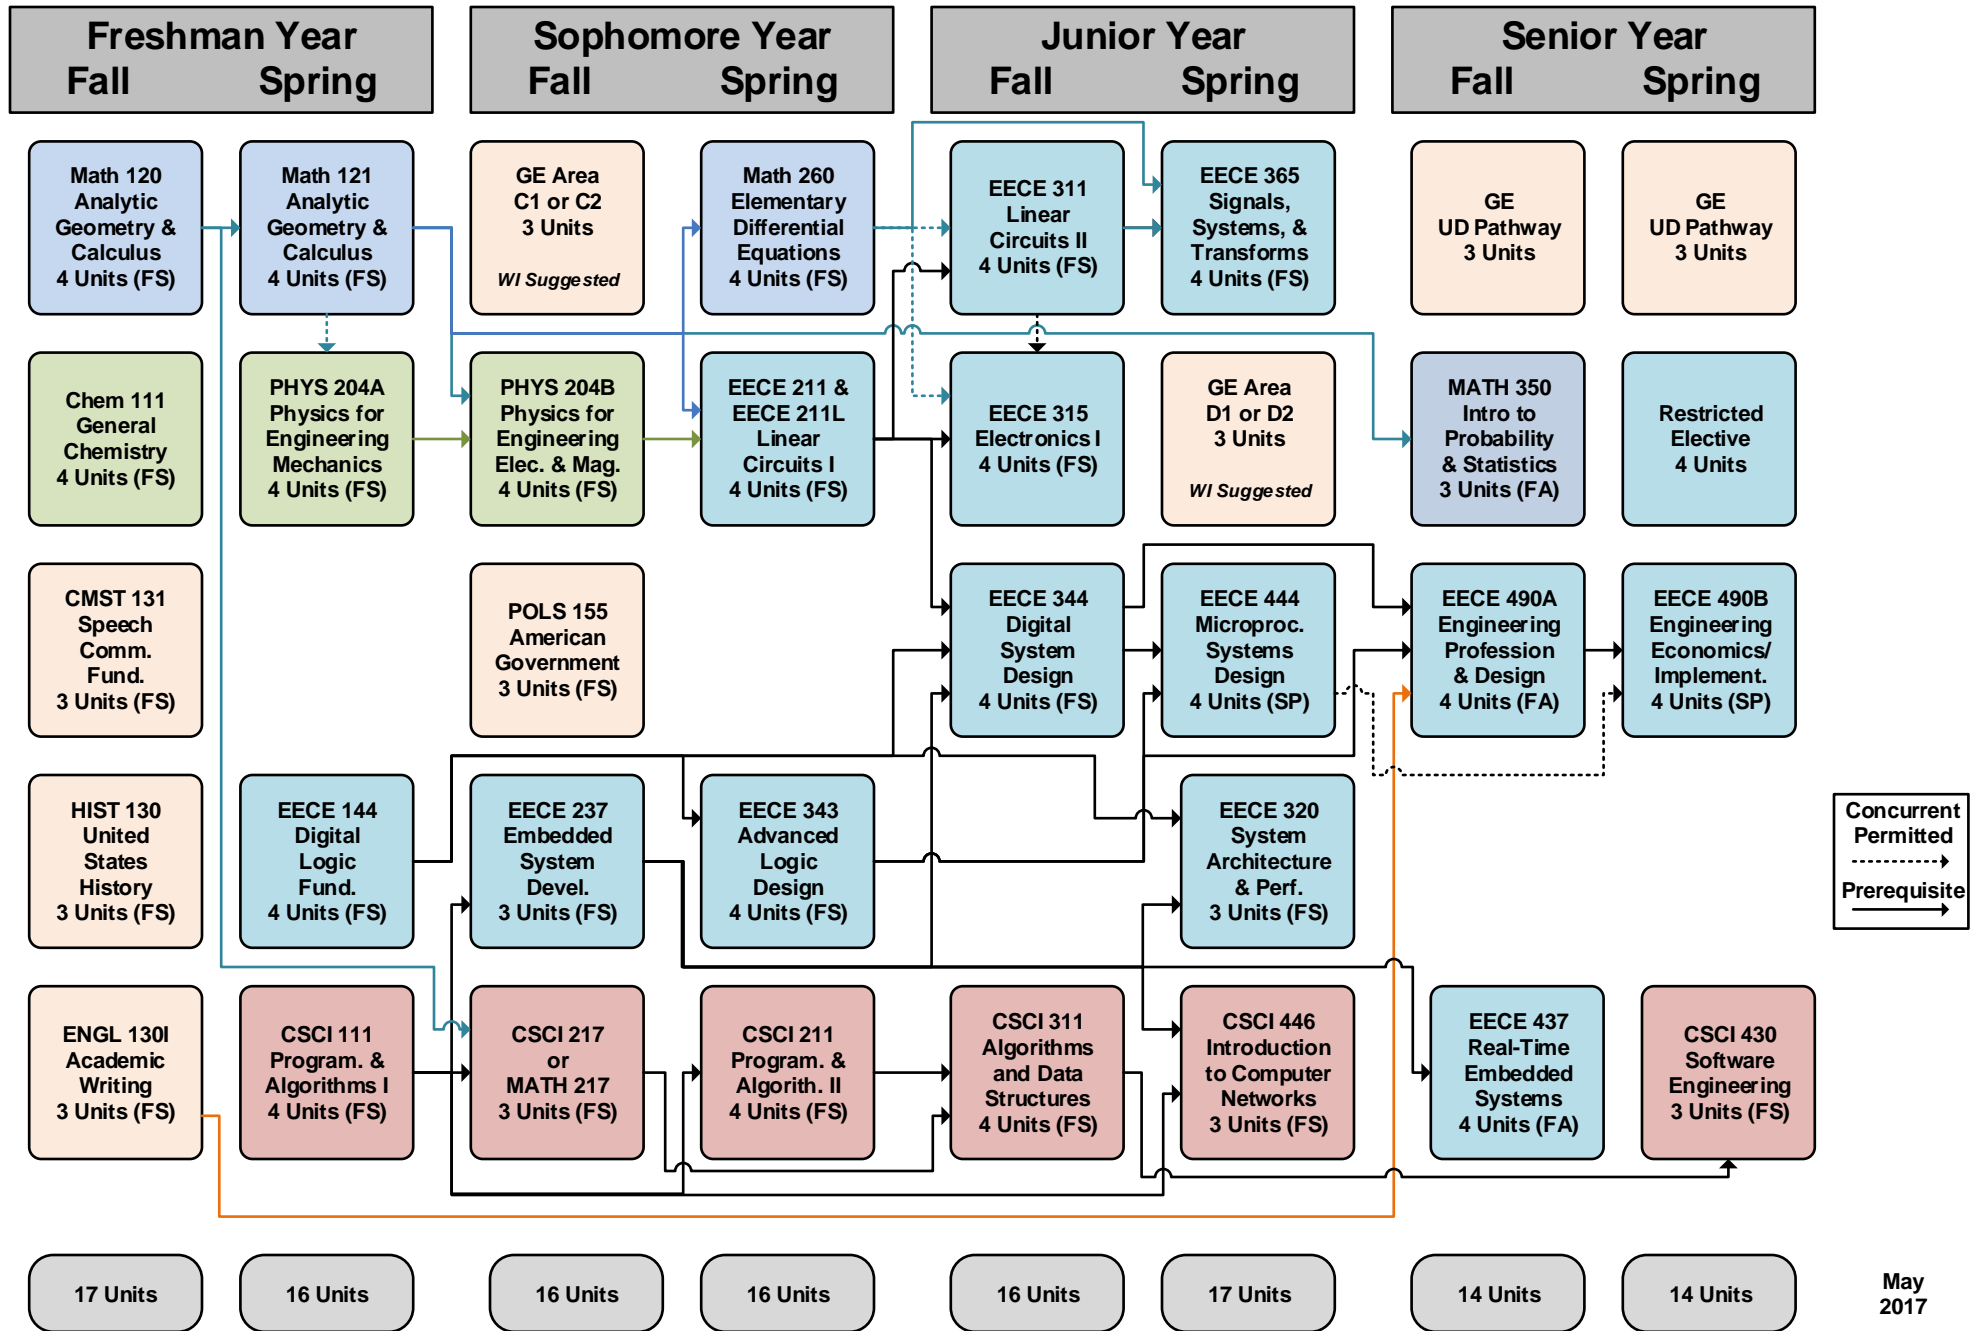 Freshman Year
Fall Spring
Sophomore Year
Fall Spring
Junior Year
Fall Spring
Senior Year
Fall Spring
Math 120
Analytic
Geometry &
Calculus
4 Units (FS)
Math 121
Analytic
Geometry &
Calculus
4 Units (FS)
GE Area
C1 or C2
3 Units
WI Suggested
Math 260
Elementary
Differential
Equations
4 Units (FS)
EECE 311
Linear
Circuits II
4 Units (FS)
EECE 365
Signals,
Systems, &
Transforms
4 Units (FS)
GE
UD Pathway
3 Units
GE
UD Pathway
3 Units
Chem 111
General
Chemistry
4 Units (FS)
PHYS 204A
Physics for
Engineering
Mechanics
4 Units (FS)
PHYS 204B
Physics for
Engineering
Elec. & Mag.
4 Units (FS)
EECE 211 &
EECE 211L
Linear
Circuits I
4 Units (FS)
EECE 315
Electronics I
4 Units (FS)
GE Area
D1 or D2
3 Units
WI Suggested
MATH 350
Intro to
Probability
& Statistics
3 Units (FA)
Restricted
Elective
4 Units
CMST 131
Speech
Comm.
Fund.
3 Units (FS)
POLS 155
American
Government
3 Units (FS)
EECE 344
Digital
System
Design
4 Units (FS)
EECE 444
Microproc.
Systems
Design
4 Units (SP)
EECE 490A
Engineering
Profession
& Design
4 Units (FA)
EECE 490B
Engineering
Economics/
Implement.
4 Units (SP)
HIST 130
United
States
History
3 Units (FS)
EECE 144
Digital
Logic
Fund.
4 Units (FS)
EECE 237
Embedded
System
Devel.
3 Units (FS)
EECE 343
Advanced
Logic
Design
4 Units (FS)
EECE 320
System
Architecture
& Perf.
3 Units (FS)
Concurrent
Permitted
Prerequisite
ENGL 130I
Academic
Writing
3 Units (FS)
CSCI 111
Program. &
Algorithms I
4 Units (FS)
CSCI 217
or
MATH 217
3 Units (FS)
CSCI 211
Program. &
Algorith. II
4 Units (FS)
CSCI 311
Algorithms
and Data
Structures
4 Units (FS)
CSCI 446
Introduction
to Computer
Networks
3 Units (FS)
EECE 437
Real-Time
Embedded
Systems
4 Units (FA)
CSCI 430
Software
Engineering
3 Units (FS)
17 Units
16 Units
16 Units
16 Units
16 Units
17 Units
14 Units
14 Units
May
2017